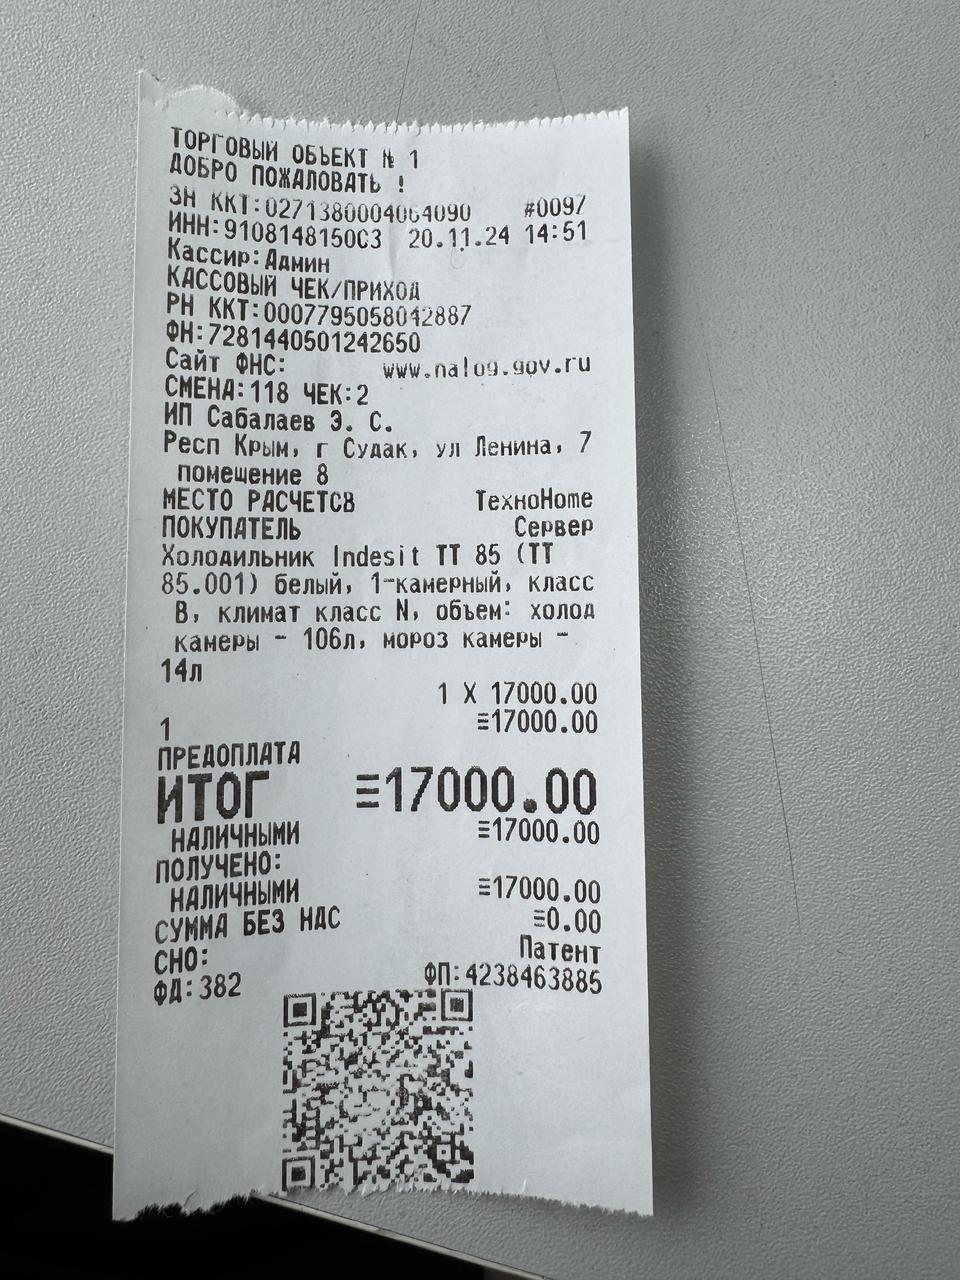 ТОРГОВЫЙ ОБЪЕКТ № 1
ДОБРО ПОЖАЛОВАТЬ !
ЗН ККТ:0271380004064090 #0097
ИНН:910814815003 20.11.24 14:51
Кассир:Админ
КАССОВЫЙ ЧЕК/ПРИХОД
РН ККТ:0007795058042887
ФН:7281440501242650
Сайт ФНС: www.nalog.gov.ru
СМЕНА:118 ЧЕК:2
ИП Сабалаев Э. С.
Респ Крым, г Судак, ул Ленина, 7
помещение 8
МЕСТО РАСЧЕТОВ ТехноHome
ПОКУПАТЕЛЬ Сервер
Холодильник Indesit TT 85 (TT
85.001) белый, 1-камерный, класс
B, климат класс N, объем: холод
камеры - 106л, мороз камеры -
14л
1 X 17000.00
1 ≡17000.00
ПРЕДОПЛАТА
ИТОГ ≡17000.00
НАЛИЧНЫМИ ≡17000.00
ПОЛУЧЕНО:
НАЛИЧНЫМИ ≡17000.00
СУММА БЕЗ НДС ≡0.00
СНО: Патент
ФД:382 ФП:4238463885